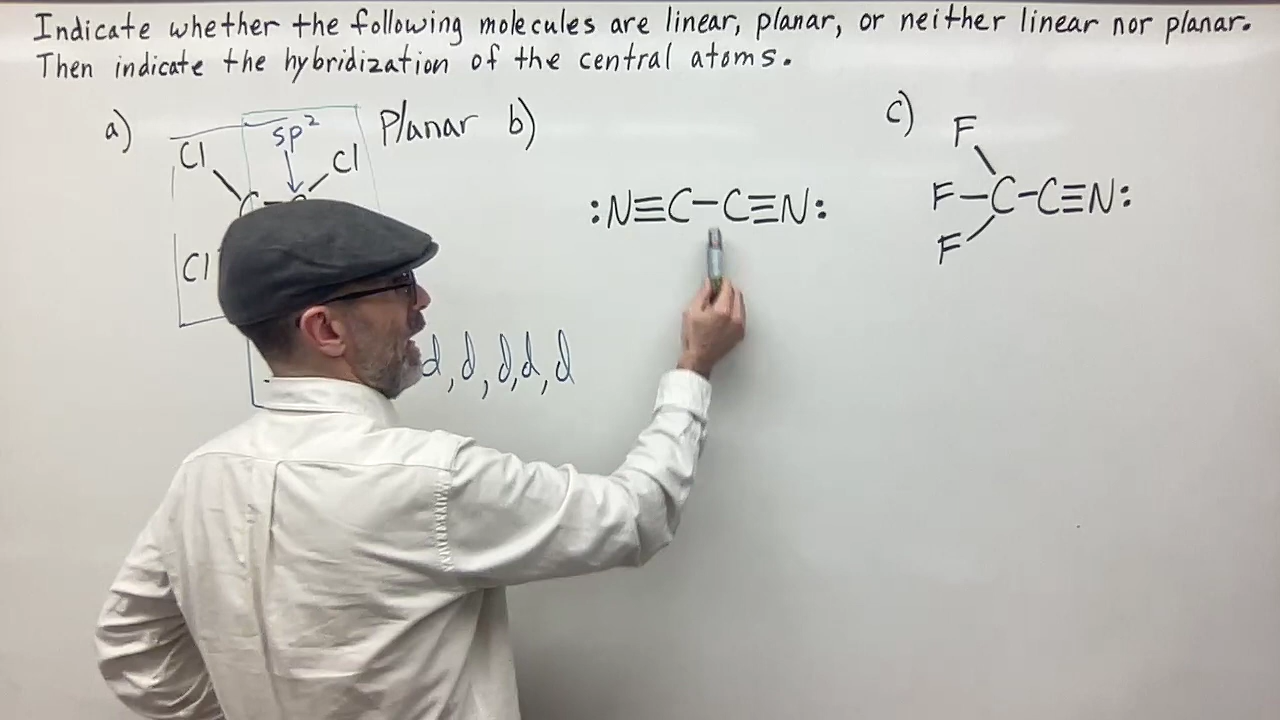 Indicate whether the following molecules are linear, planar, or neither linear nor planar.
Then indicate the hybridization of the central atoms.
a)
sp²
Cl
Cl
Cl
Planar
b)
:N≡C−C≡N:
c)
F
F−C−C≡N:
F
d, d, d, d, d